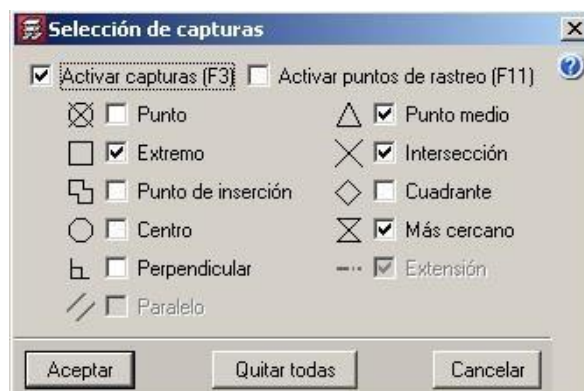 Selección de capturas
Activar capturas (F3) Activar puntos de rastreo (F11)
Punto Punto medio
Extremo Intersección
Punto de inserción Cuadrante
Centro Más cercano
Perpendicular Extensión
Paralelo
Aceptar Quitar todas Cancelar